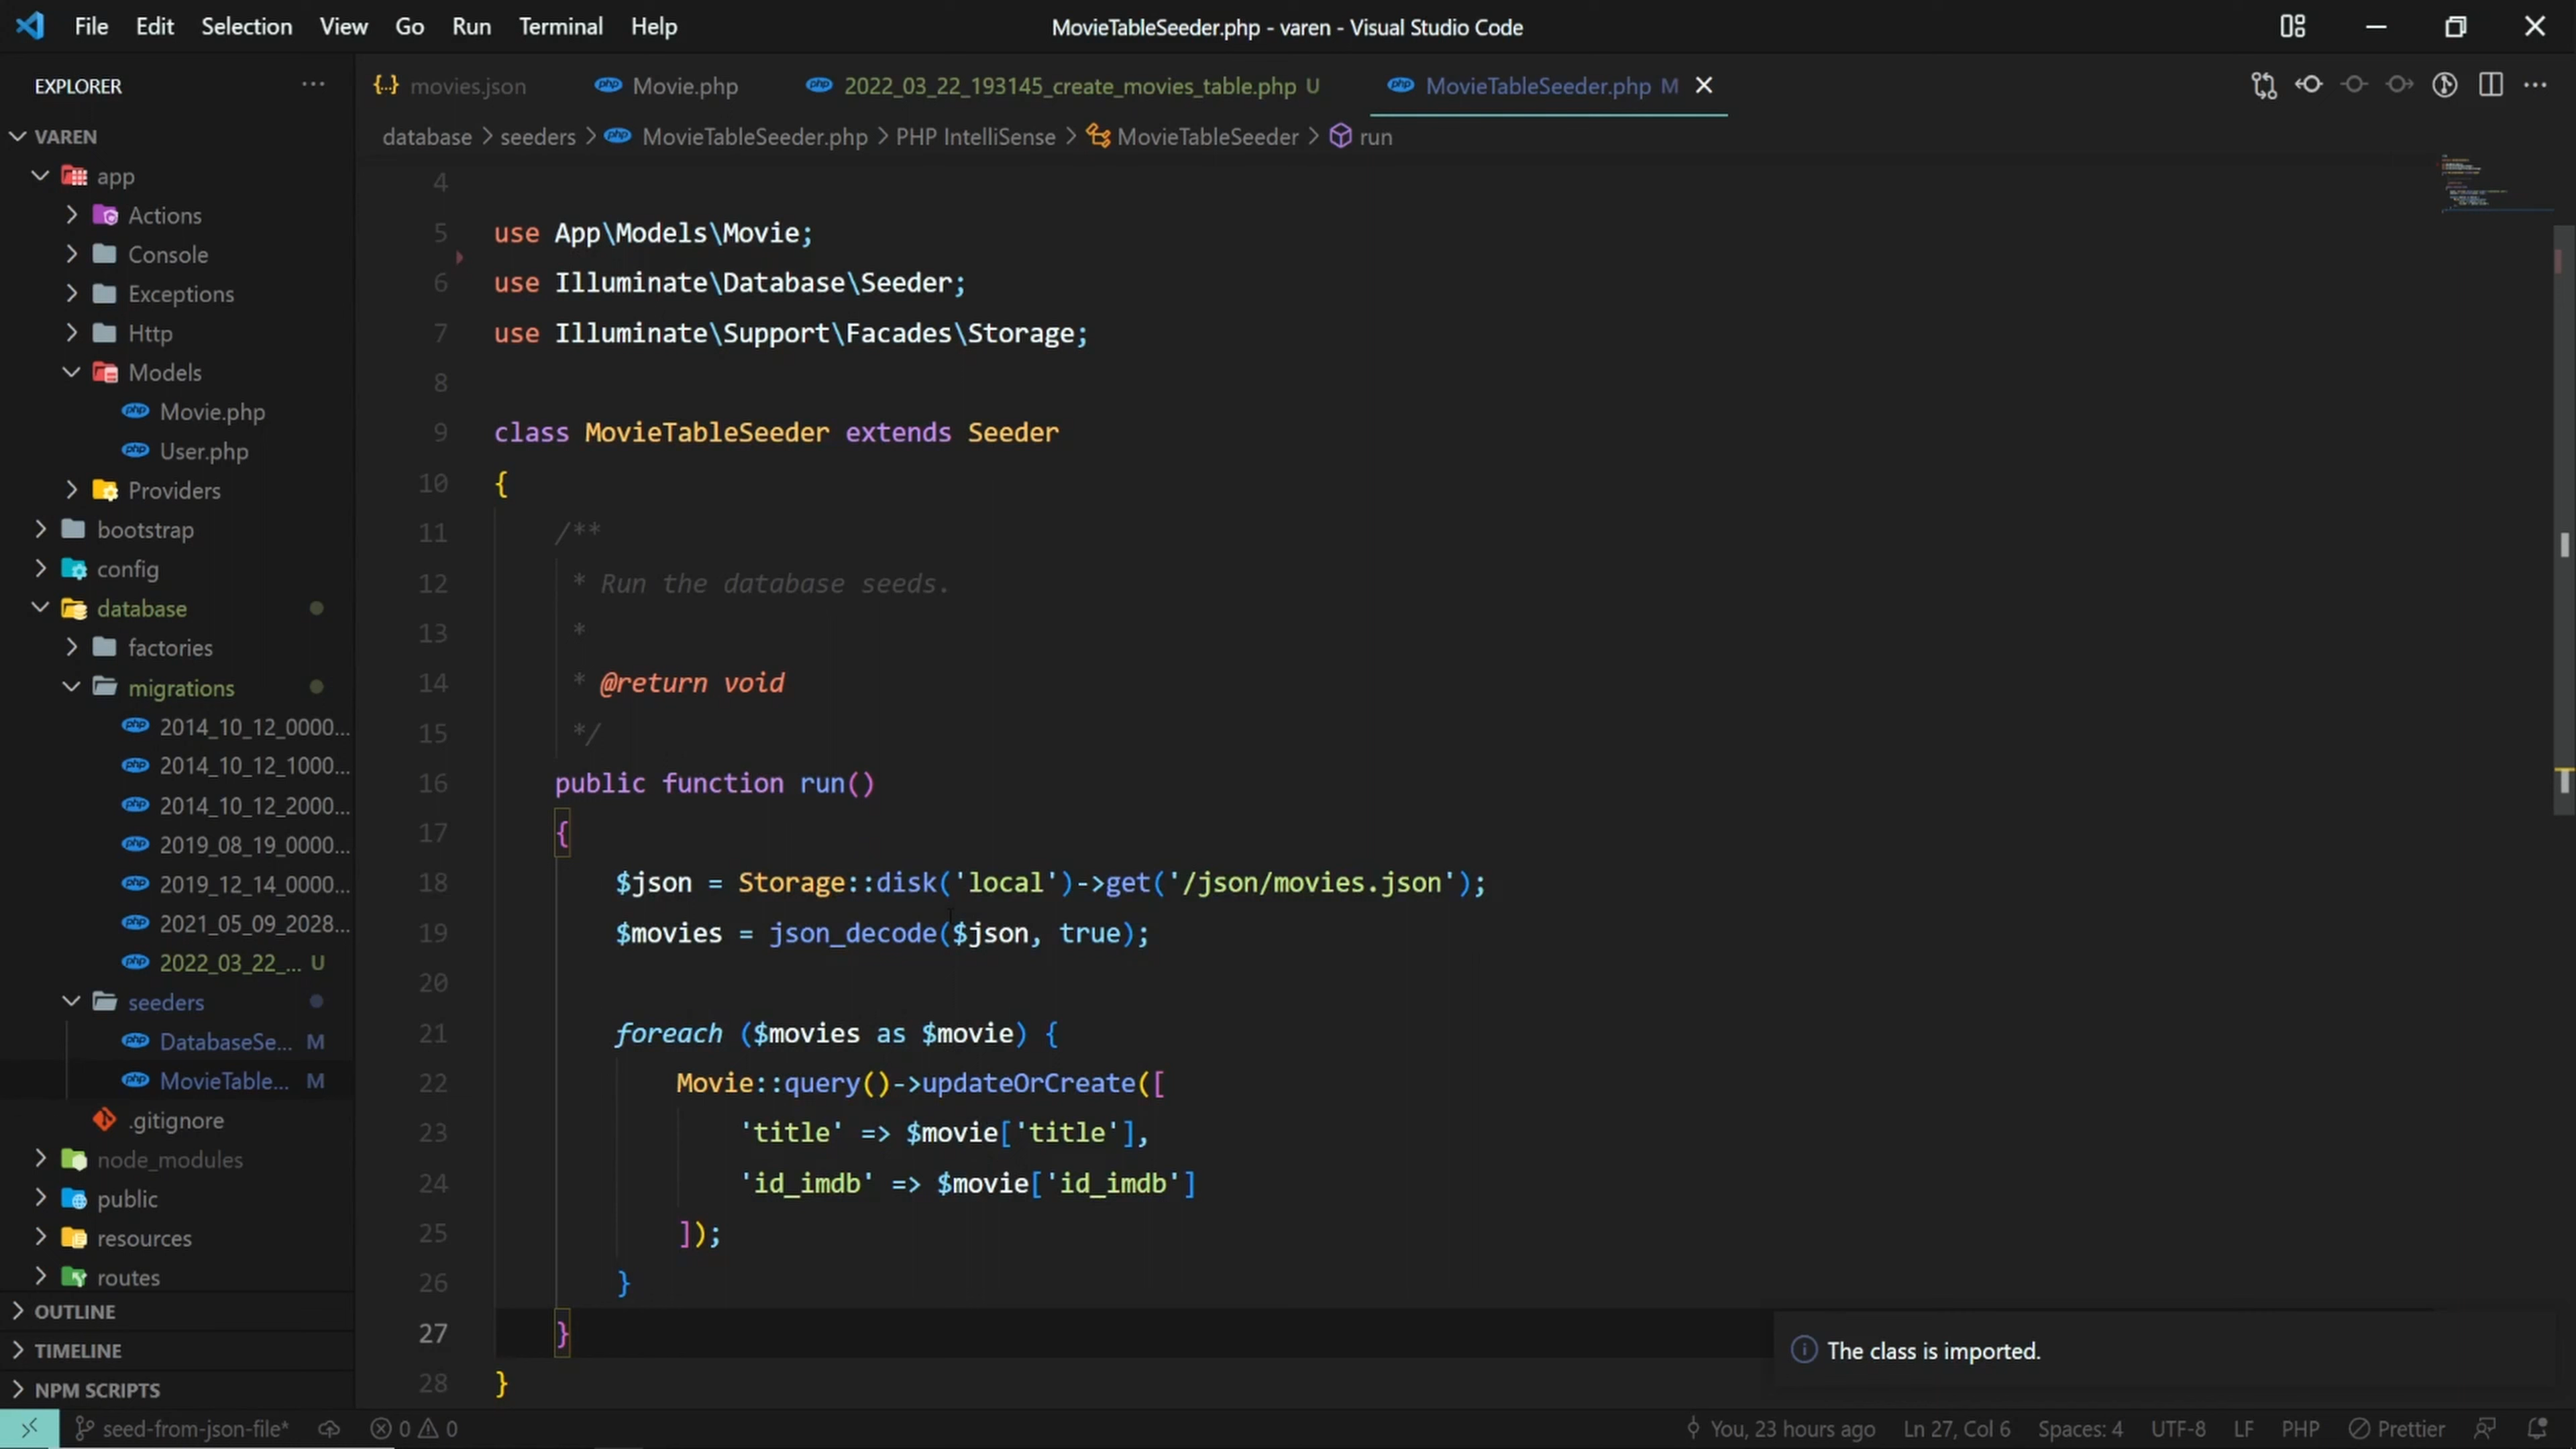 File Edit Selection View Go Run Terminal Help
MovieTableSeeder.php - varen - Visual Studio Code
EXPLORER
VAREN
app
Actions
Console
Exceptions
Http
Models
Movie.php
User.php
Providers
bootstrap
config
database
factories
migrations
2014_10_12_0000...
2014_10_12_1000...
2014_10_12_2000...
2019_08_19_0000...
2019_12_14_0000...
2021_05_09_2028...
2022_03_22_... U
seeders
DatabaseSe... M
MovieTable... M
.gitignore
node_modules
public
resources
routes
OUTLINE
TIMELINE
NPM SCRIPTS
movies.json
Movie.php
2022_03_22_193145_create_movies_table.php U
MovieTableSeeder.php M
database > seeders > MovieTableSeeder.php > PHP IntelliSense > MovieTableSeeder > run
4
5 use App\Models\Movie;
6 use Illuminate\Database\Seeder;
7 use Illuminate\Support\Facades\Storage;
8
9 class MovieTableSeeder extends Seeder
10 {
11 /**
12 * Run the database seeds.
13 *
14 * @return void
15 */
16 public function run()
17 {
18 $json = Storage::disk('local')->get('/json/movies.json');
19 $movies = json_decode($json, true);
20
21 foreach ($movies as $movie) {
22 Movie::query()->updateOrCreate([
23 'title' => $movie['title'],
24 'id_imdb' => $movie['id_imdb']
25 ]);
26 }
27 }
28 }
The class is imported.
seed-from-json-file* 0 0
You, 23 hours ago Ln 27, Col 6 Spaces: 4 UTF-8 LF PHP Prettier